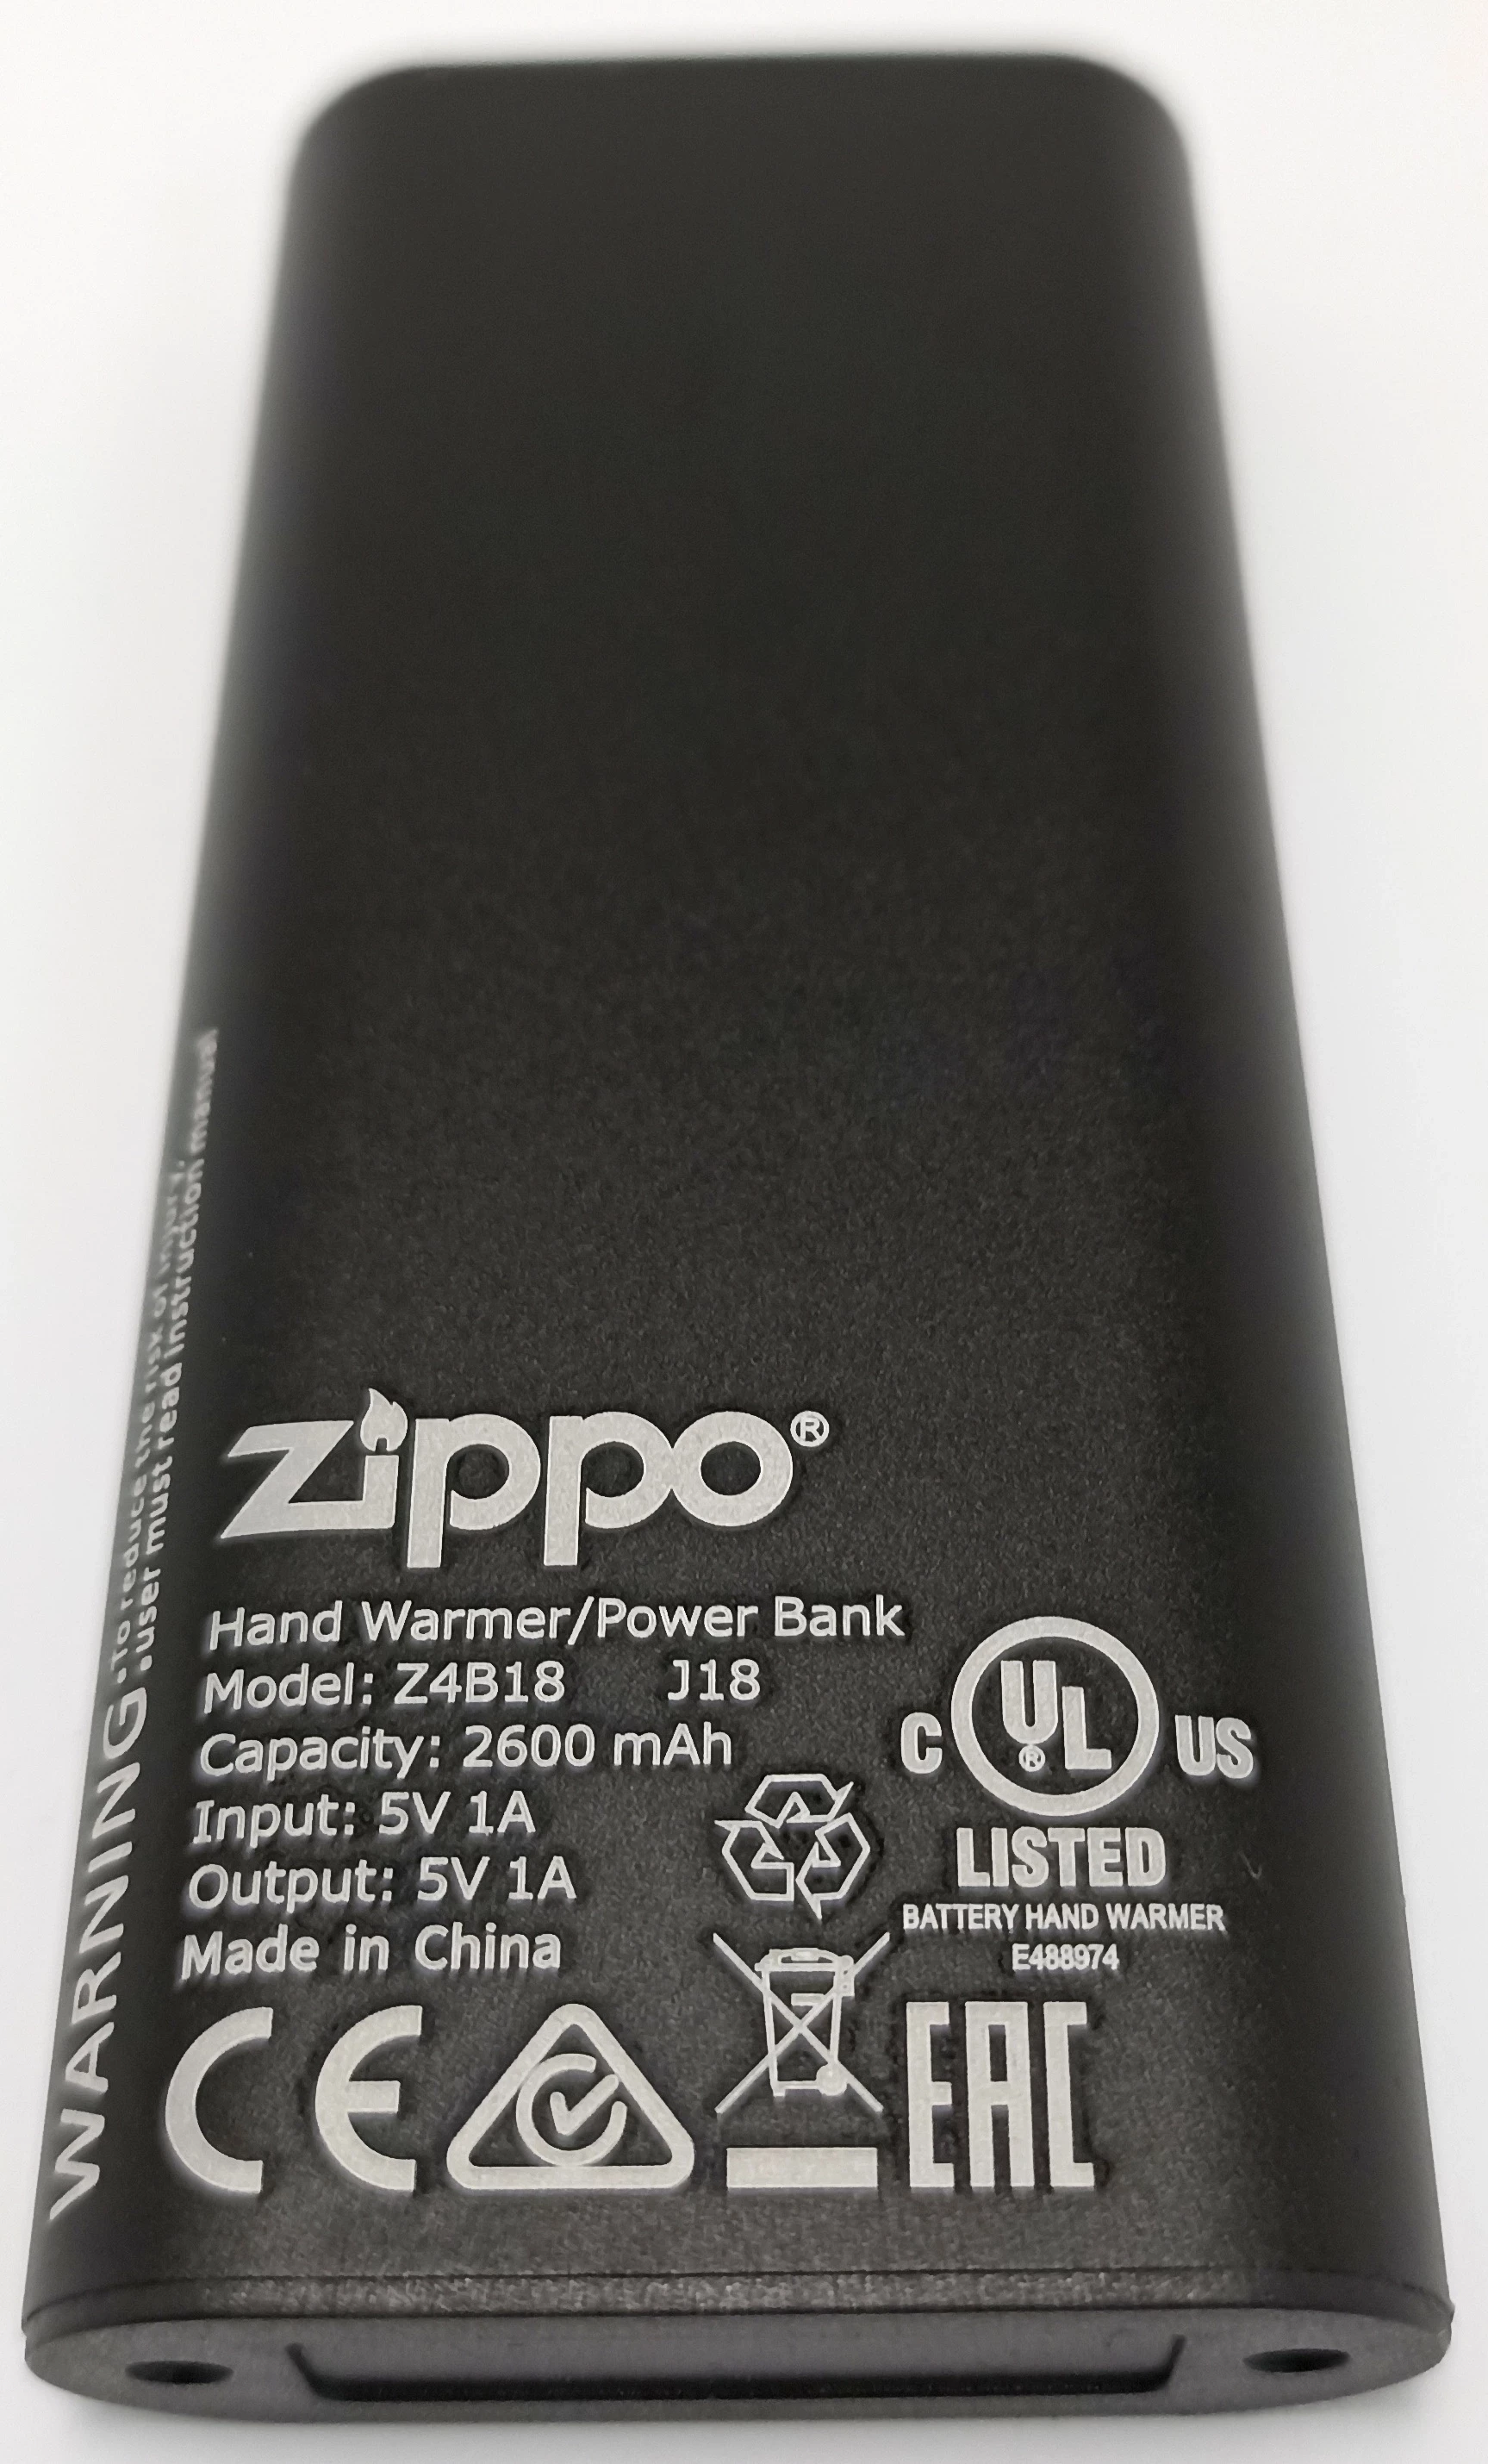 WARNING
•To reduce the risk of injury,
•user must read instruction manual
Zippo®
Hand Warmer/Power Bank
Model: Z4B18 J18
Capacity: 2600 mAh
Input: 5V 1A
Output: 5V 1A
Made in China
C UL® US
LISTED
BATTERY HAND WARMER
E488974
CE
EAC